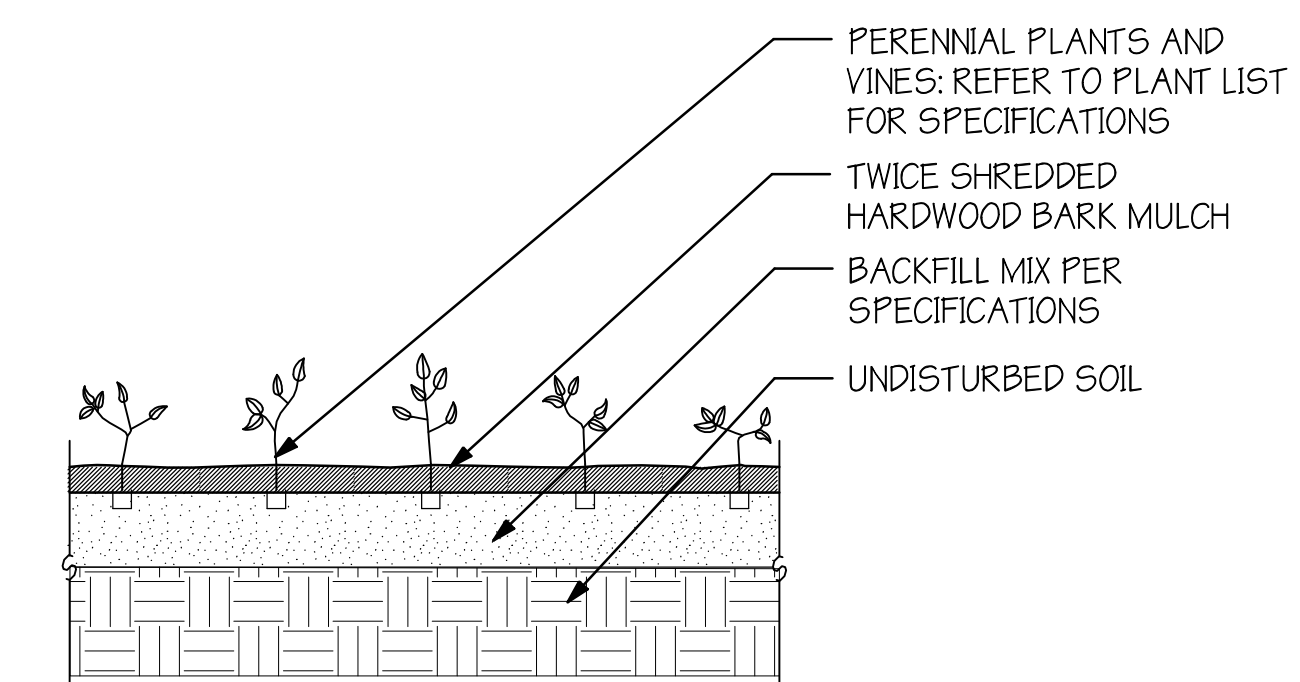 PERENNIAL PLANTS AND
VINES: REFER TO PLANT LIST
FOR SPECIFICATIONS
TWICE SHREDDED
HARDWOOD BARK MULCH
BACKFILL MIX PER
SPECIFICATIONS
UNDISTURBED SOIL